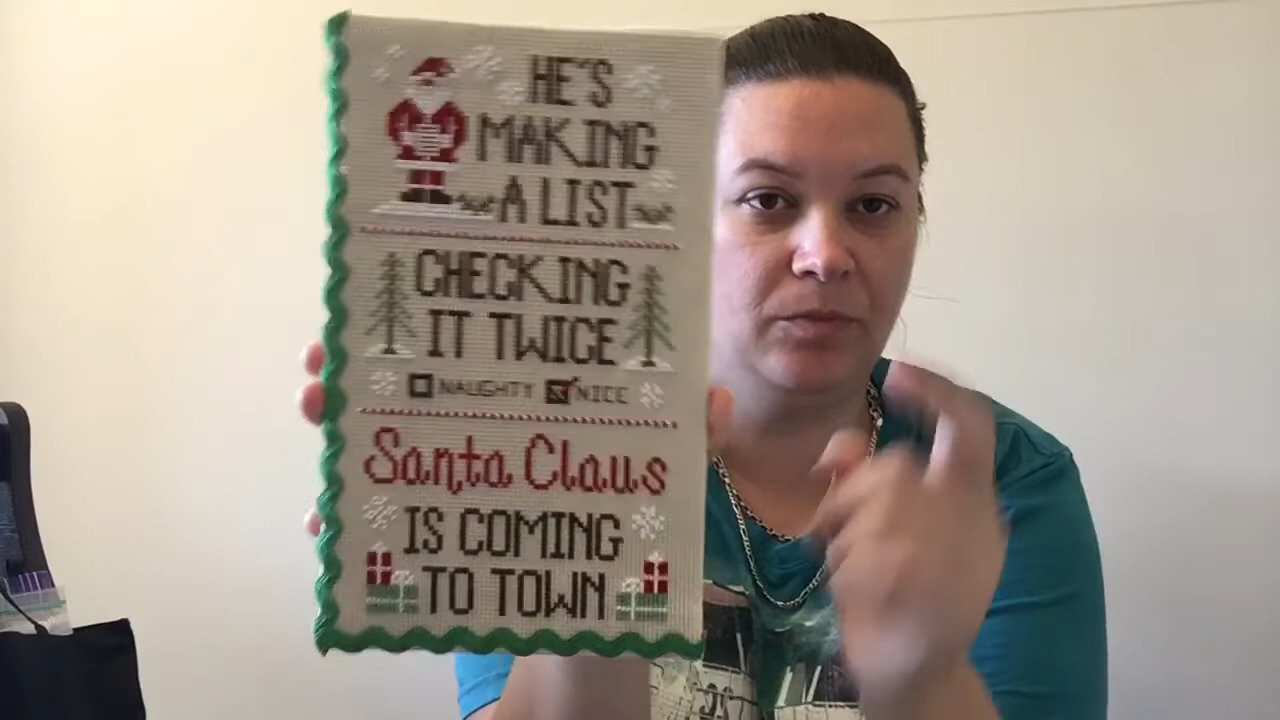 HE'S
MAKING
A LIST
CHECKING
IT TWICE
NAUGHTY NICE
Santa Claus
IS COMING
TO TOWN